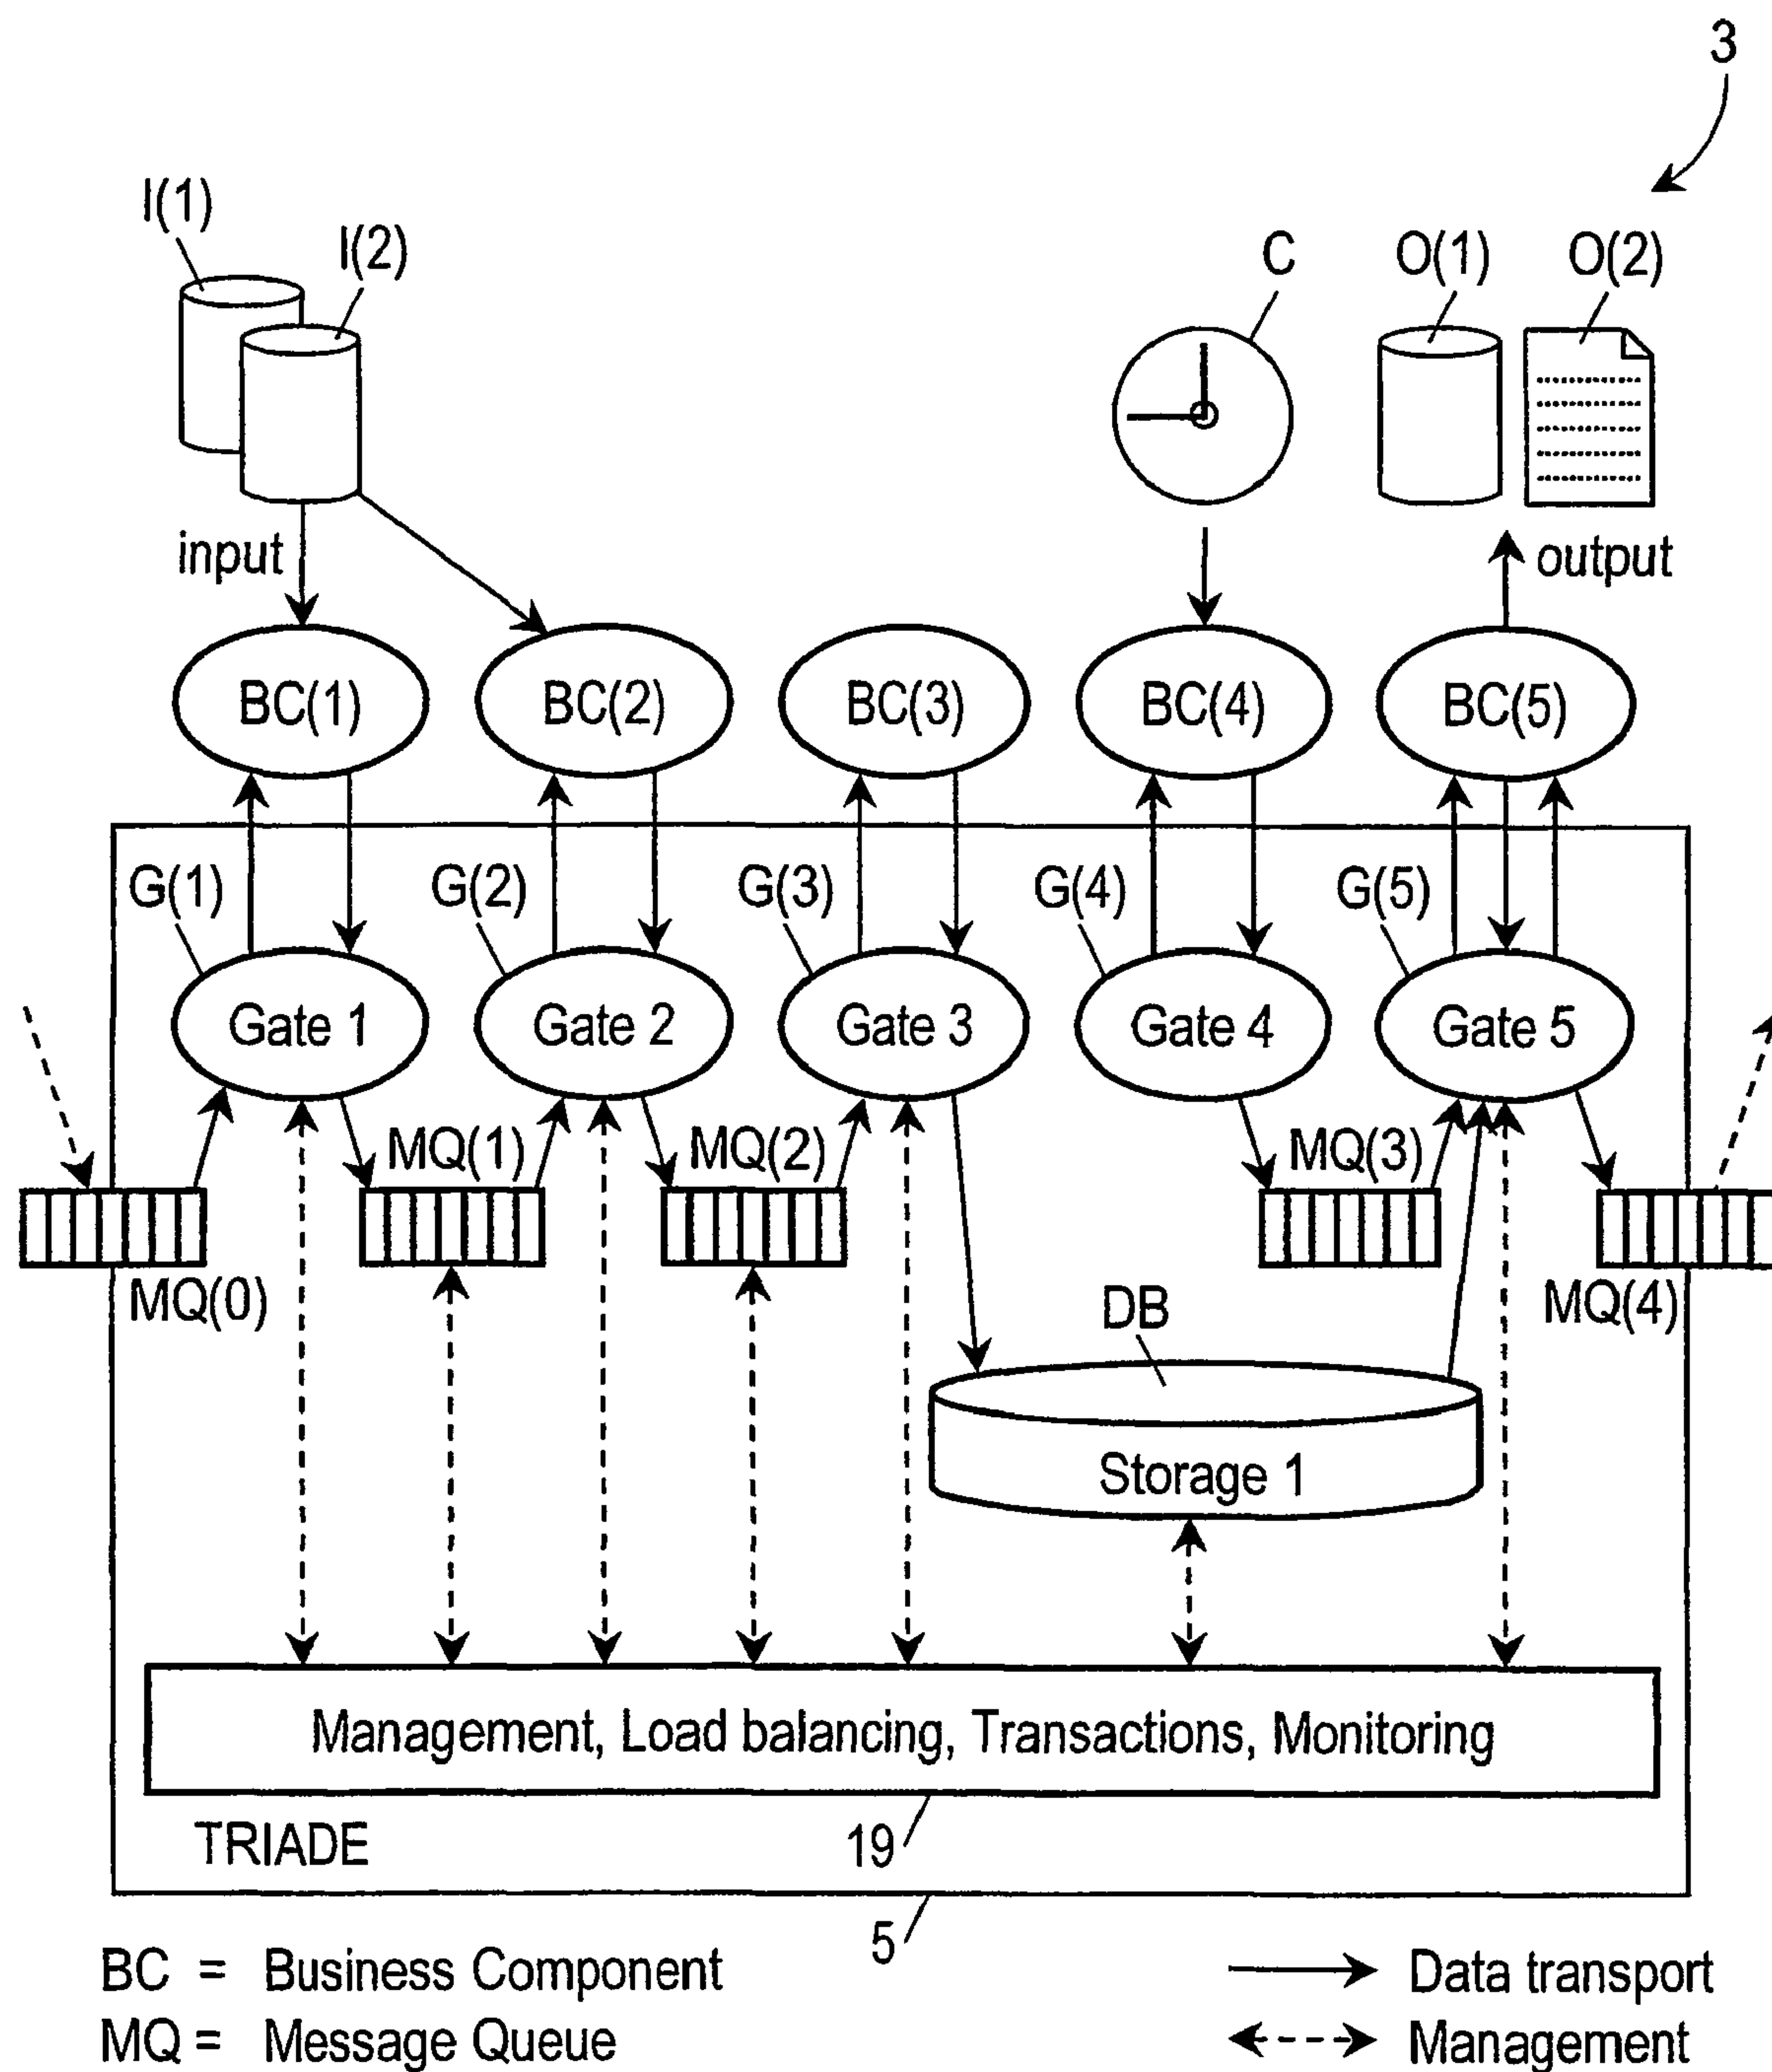 3
I(1)
I(2)
C
O(1)
O(2)
input
output
BC(1)
BC(2)
BC(3)
BC(4)
BC(5)
G(1)
G(2)
G(3)
G(4)
G(5)
Gate 1
Gate 2
Gate 3
Gate 4
Gate 5
MQ(1)
MQ(2)
MQ(3)
MQ(0)
MQ(4)
DB
Storage 1
Management, Load balancing, Transactions, Monitoring
TRIADE
19
5
BC = Business Component
Data transport
MQ = Message Queue
Management